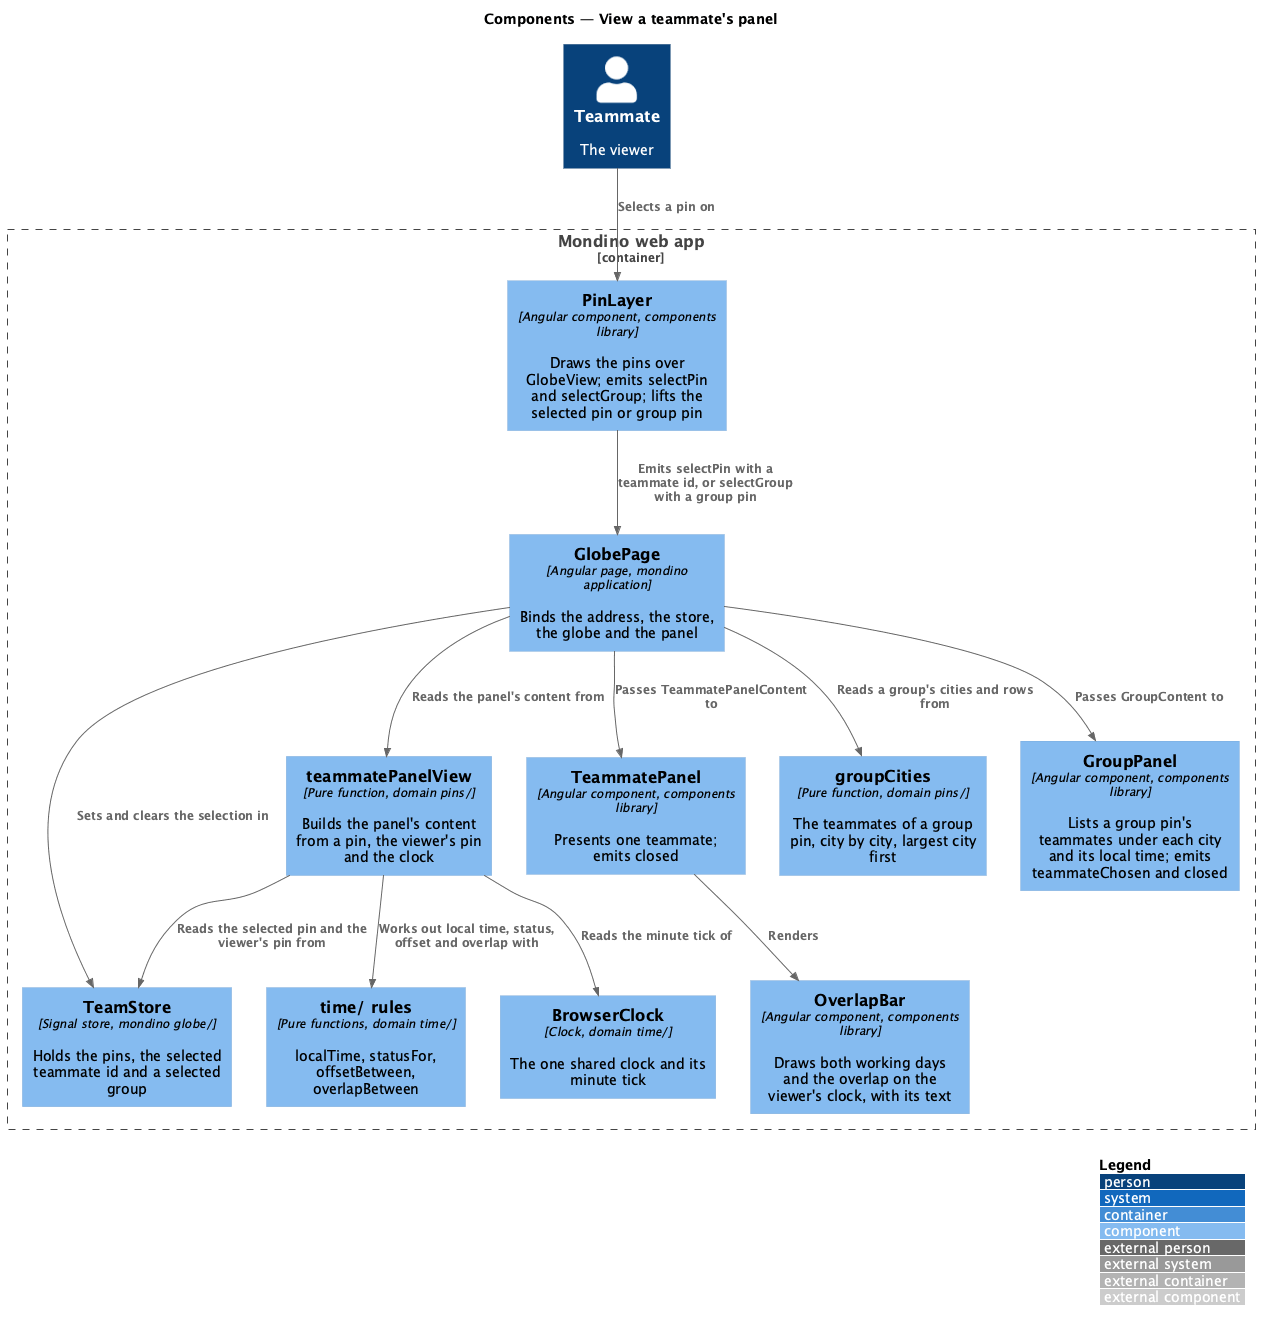 Components — View a teammate's panel
Teammate
The viewer
Selects a pin on
Mondino web app
[container]
PinLayer
[Angular component, components
library]
Draws the pins over
GlobeView; emits selectPin
and selectGroup; lifts the
selected pin or group pin
Emits selectPin with a
teammate id, or selectGroup
with a group pin
GlobePage
[Angular page, mondino
application]
Binds the address, the store,
the globe and the panel
Reads the panel's content from
Passes TeammatePanelContent
to
Reads a group's cities and rows
from
Passes GroupContent to
Sets and clears the selection in
teammatePanelView
[Pure function, domain pins/]
Builds the panel's content
from a pin, the viewer's pin
and the clock
TeammatePanel
[Angular component, components
library]
Presents one teammate;
emits closed
groupCities
[Pure function, domain pins/]
The teammates of a group
pin, city by city, largest city
first
GroupPanel
[Angular component, components
library]
Lists a group pin's
teammates under each city
and its local time; emits
teammateChosen and closed
Reads the selected pin and the
viewer's pin from
Works out local time, status,
offset and overlap with
Reads the minute tick of
Renders
TeamStore
[Signal store, mondino globe/]
Holds the pins, the selected
teammate id and a selected
group
time/ rules
[Pure functions, domain time/]
localTime, statusFor,
offsetBetween,
overlapBetween
BrowserClock
[Clock, domain time/]
The one shared clock and its
minute tick
OverlapBar
[Angular component, components
library]
Draws both working days
and the overlap on the
viewer's clock, with its text
Legend
person
system
container
component
external person
external system
external container
external component